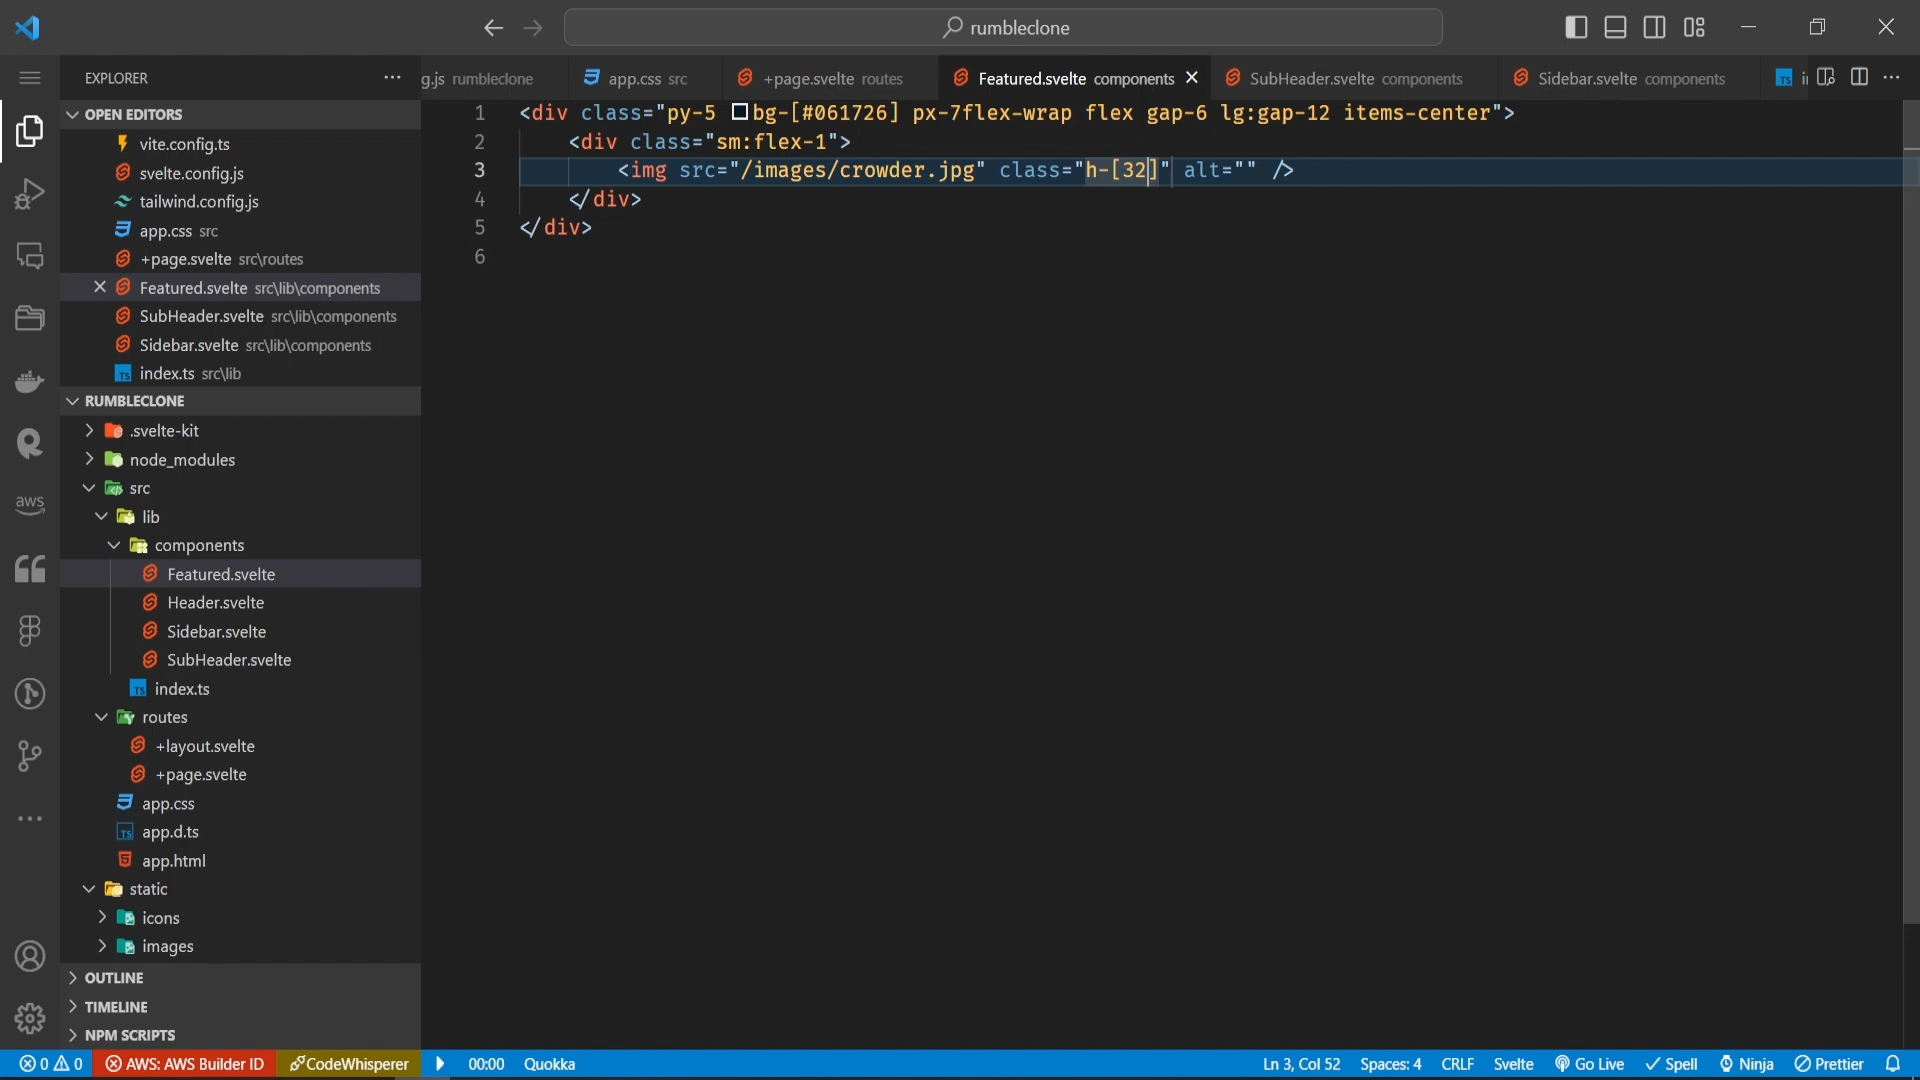 rumbleclone
EXPLORER
g.js rumbleclone
app.css src
+page.svelte routes
Featured.svelte components
SubHeader.svelte components
Sidebar.svelte components
OPEN EDITORS
vite.config.ts
svelte.config.js
tailwind.config.js
app.css src
+page.svelte src\routes
Featured.svelte src\lib\components
SubHeader.svelte src\lib\components
Sidebar.svelte src\lib\components
TS index.ts src\lib
RUMBLECLONE
.svelte-kit
node_modules
src
lib
components
Featured.svelte
Header.svelte
Sidebar.svelte
SubHeader.svelte
TS index.ts
routes
+layout.svelte
+page.svelte
app.css
TS app.d.ts
app.html
static
icons
images
OUTLINE
TIMELINE
NPM SCRIPTS
aws
1 <div class="py-5 bg-[#061726] px-7flex-wrap flex gap-6 lg:gap-12 items-center">
2 <div class="sm:flex-1">
3 <img src="/images/crowder.jpg" class="h-[32]" alt="" />
4 </div>
5 </div>
6
0 0 AWS: AWS Builder ID CodeWhisperer 00:00 Quokka Ln 3, Col 52 Spaces: 4 CRLF Svelte Go Live Spell Ninja Prettier